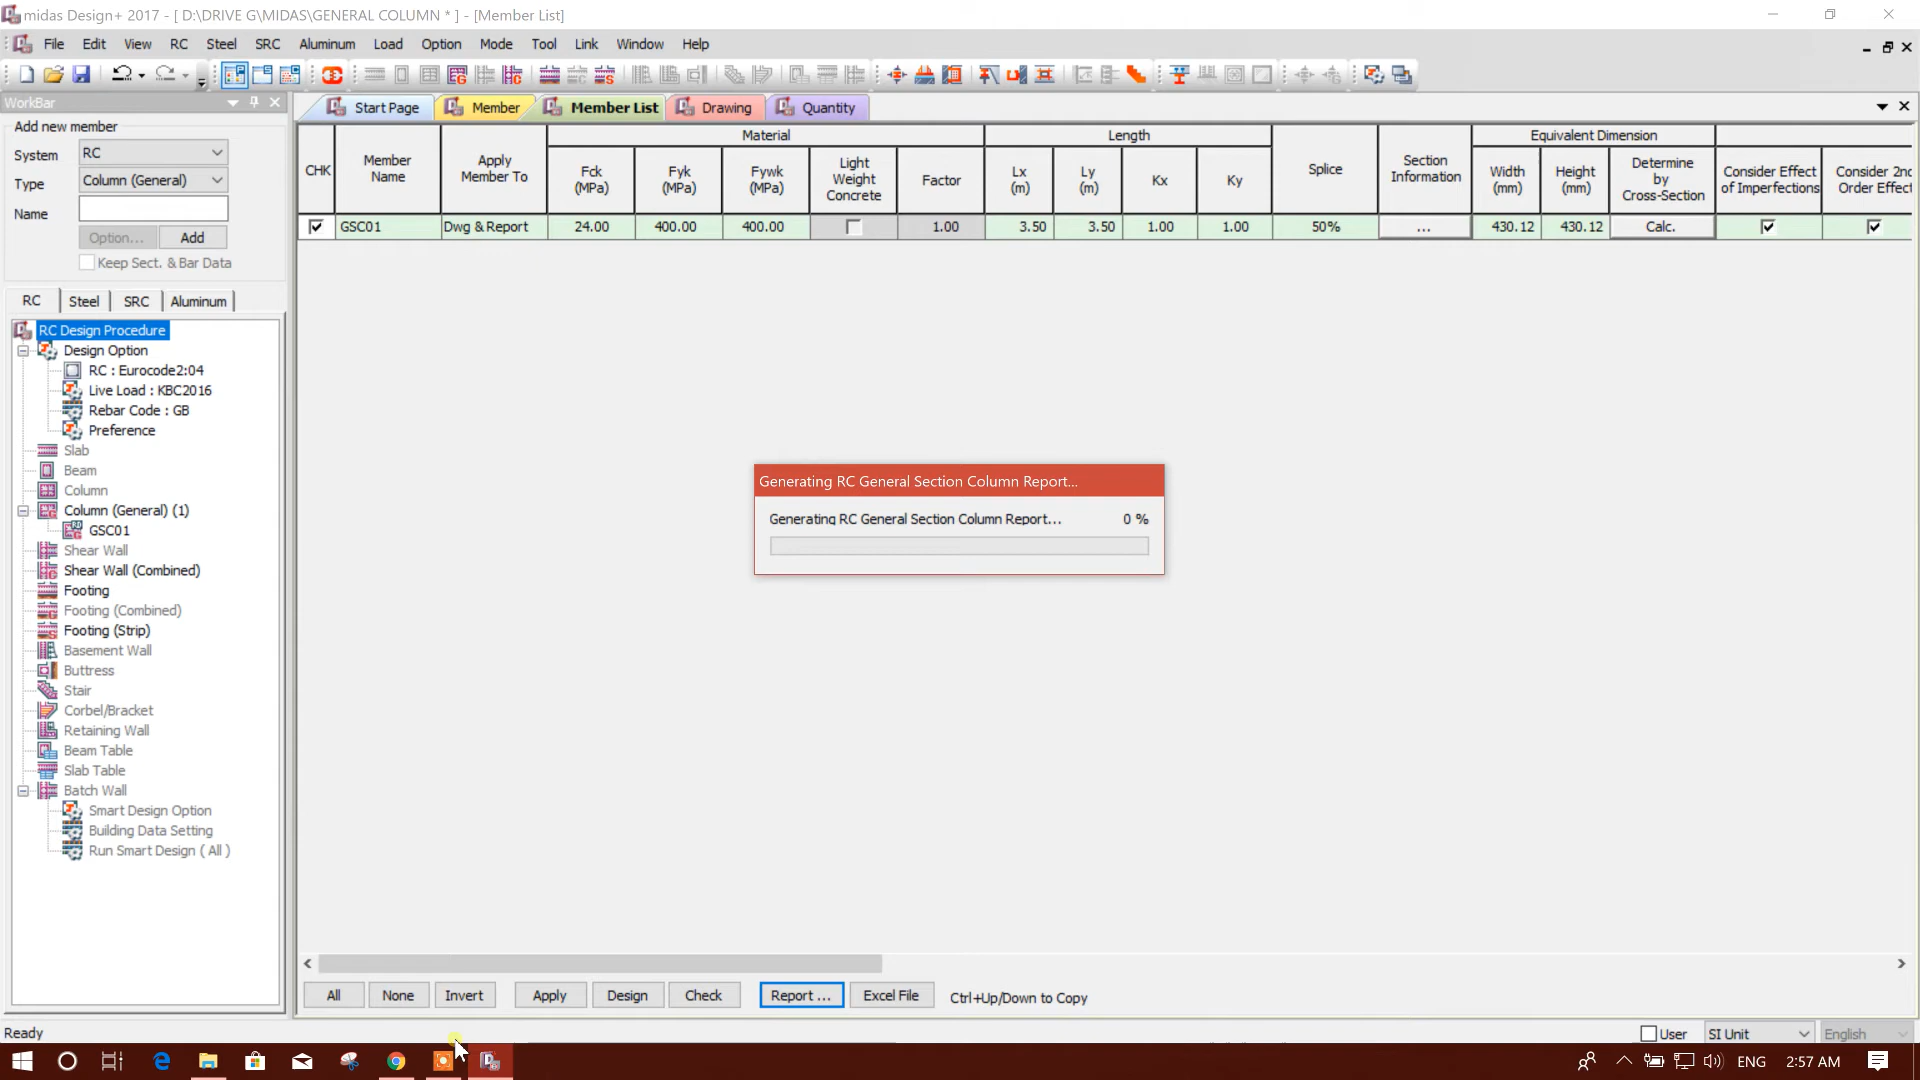 midas Design+ 2017 - [ D:\DRIVE G\MIDAS\GENERAL COLUMN * ] - [Member List]
File Edit View RC Steel SRC Aluminum Load Option Mode Tool Link Window Help
WorkBar
Start Page Member Member List Drawing Quantity
Add new member
System RC
Type Column (General)
Name
Option... Add
Keep Sect. & Bar Data
RC Steel SRC Aluminum
RC Design Procedure
Design Option
RC : Eurocode2:04
Live Load : KBC2016
Rebar Code : GB
Preference
Slab
Beam
Column
Column (General) (1)
GSC01
Shear Wall
Shear Wall (Combined)
Footing
Footing (Combined)
Footing (Strip)
Basement Wall
Buttress
Stair
Corbel/Bracket
Retaining Wall
Beam Table
Slab Table
Batch Wall
Smart Design Option
Building Data Setting
Run Smart Design ( All )
CHK
Member
Name
Apply
Member To
Material
Fck
(MPa)
Fyk
(MPa)
Fywk
(MPa)
Light
Weight
Concrete
Factor
Length
Lx
(m)
Ly
(m)
Kx
Ky
Splice
Section
Information
Equivalent Dimension
Width
(mm)
Height
(mm)
Determine
by
Cross-Section
Consider Effect
of Imperfections
Consider 2nd
Order Effect
GSC01 Dwg & Report 24.00 400.00 400.00 1.00 3.50 3.50 1.00 1.00 50% ... 430.12 430.12 Calc.
Generating RC General Section Column Report...
Generating RC General Section Column Report... 0 %
All None Invert Apply Design Check Report ... Excel File Ctrl+Up/Down to Copy
Ready
User SI Unit English
ENG 2:57 AM